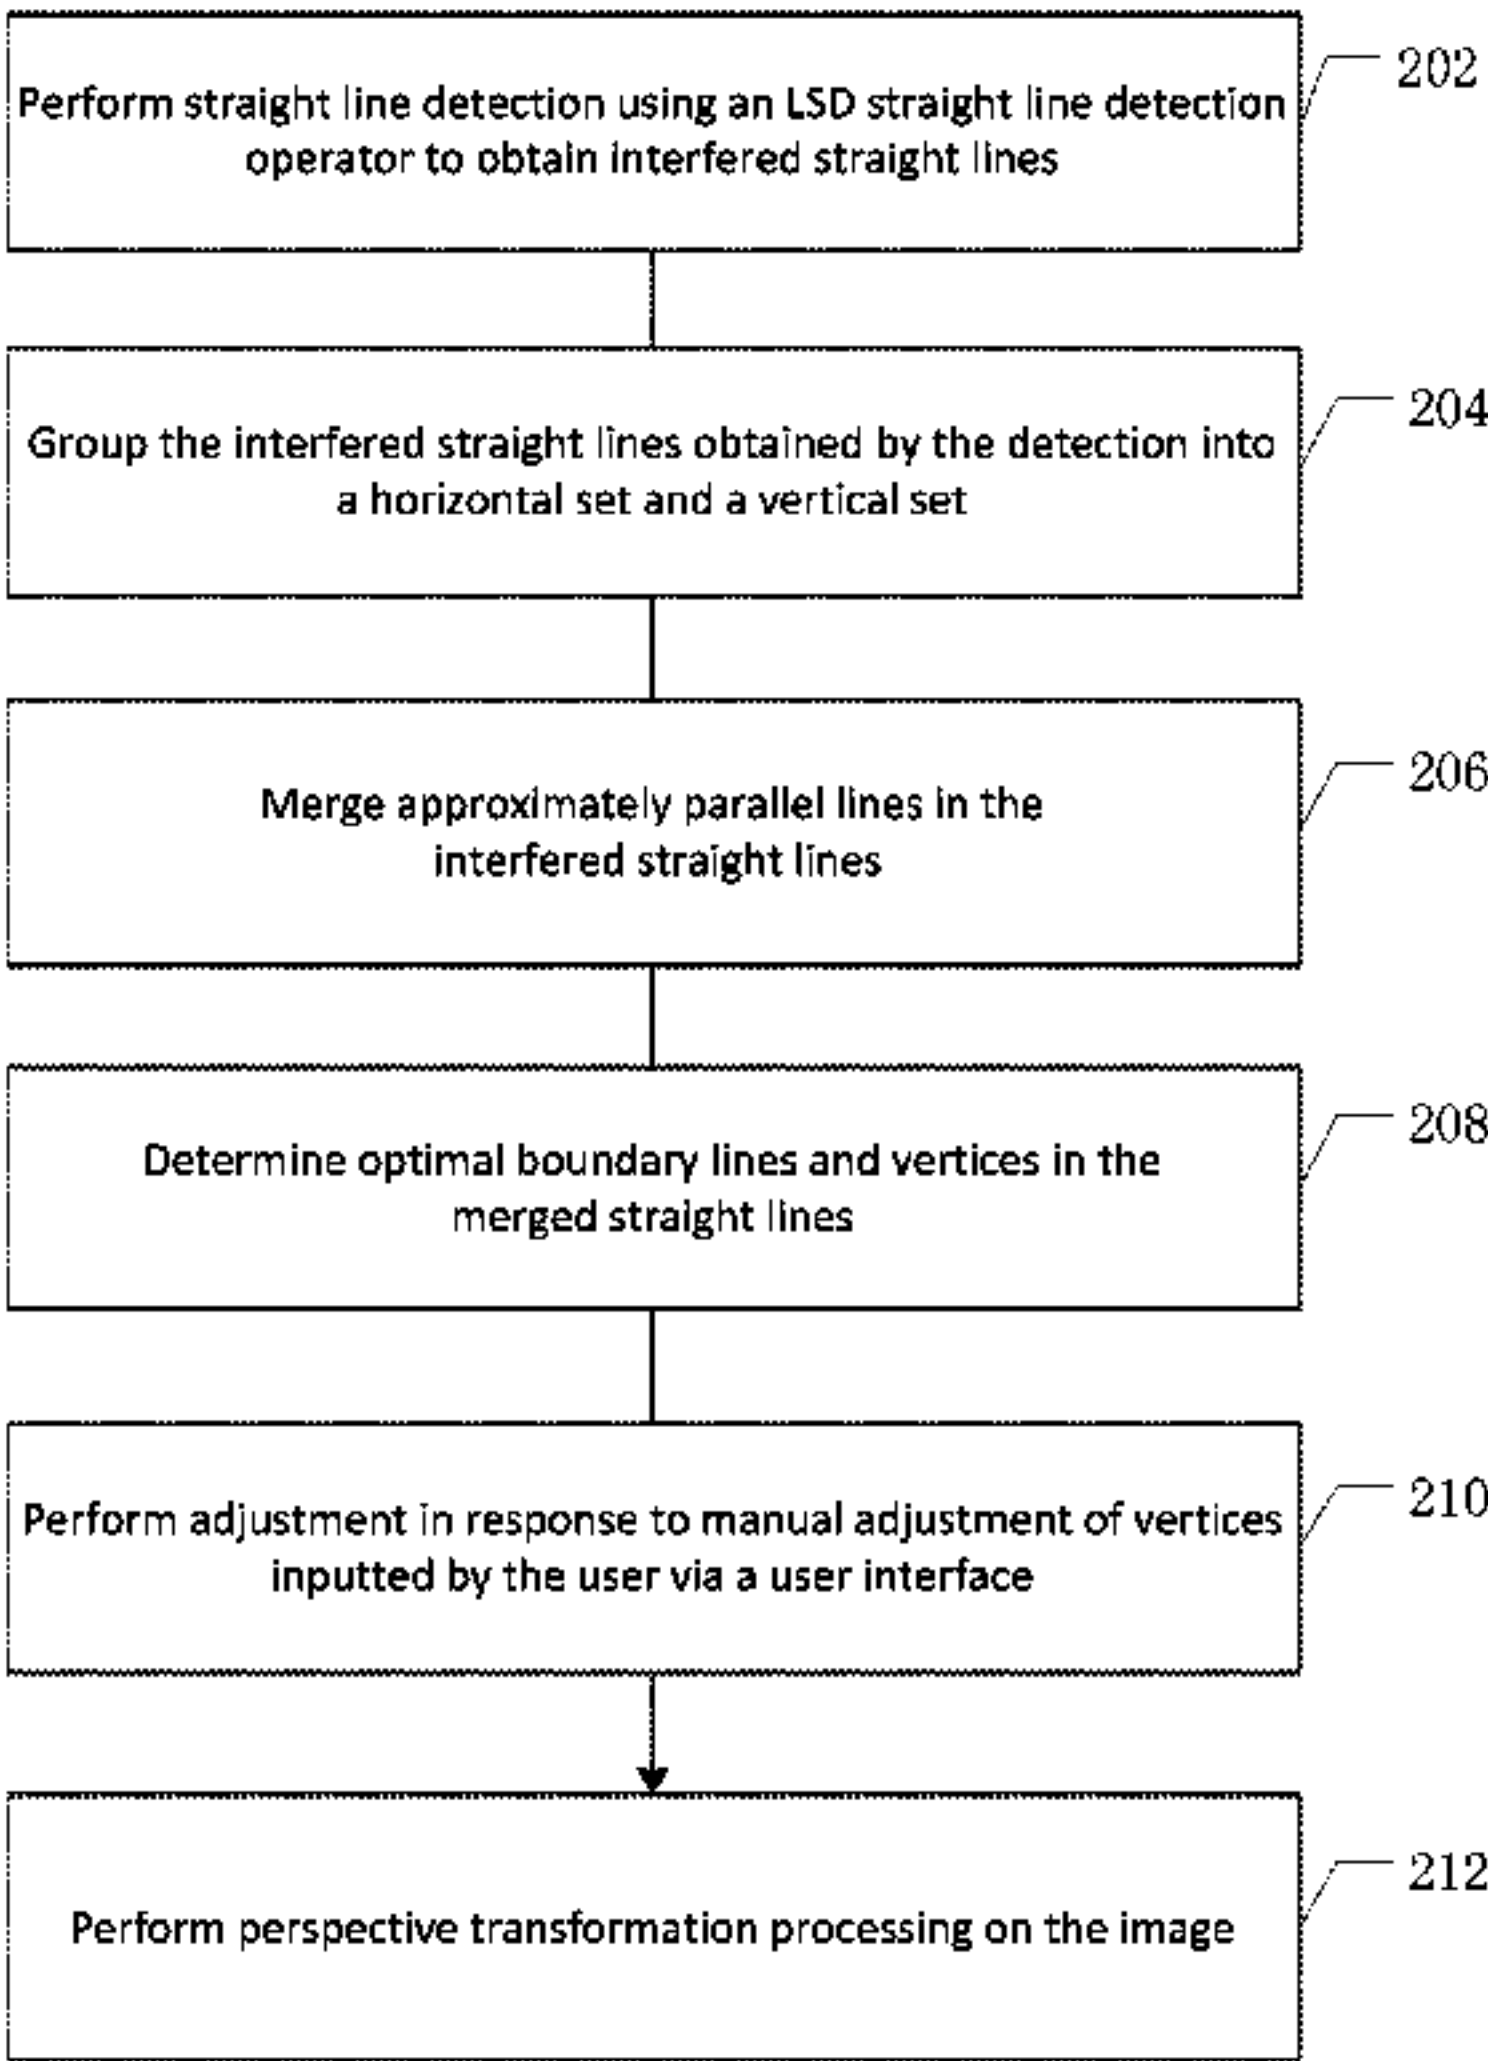 Perform straight line detection using an LSD straight line detection
operator to obtain interfered straight lines
202
Group the interfered straight lines obtained by the detection into
a horizontal set and a vertical set
204
Merge approximately parallel lines in the
interfered straight lines
206
Determine optimal boundary lines and vertices in the
merged straight lines
208
Perform adjustment in response to manual adjustment of vertices
inputted by the user via a user interface
210
Perform perspective transformation processing on the image
212